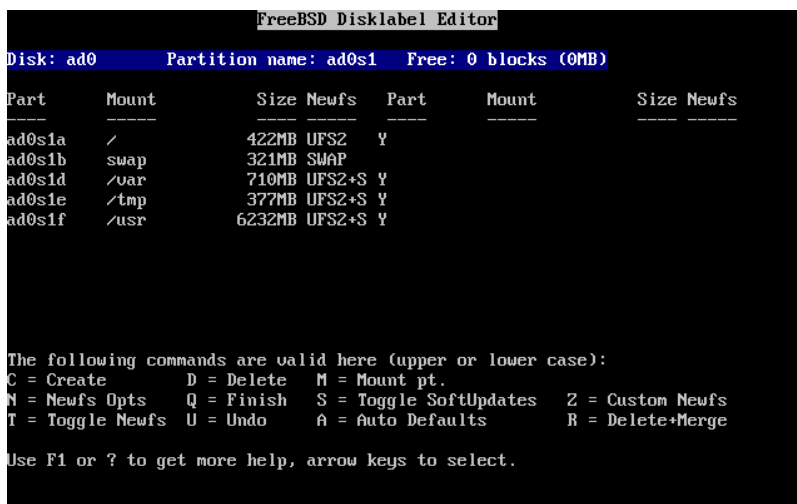 FreeBSD Disklabel Editor
Disk: ad0 Partition name: ad0s1 Free: 0 blocks (0MB)
Part Mount Size Newfs Part Mount Size Newfs
---- ----- ---- ----- ---- ----- ---- -----
ad0s1a / 422MB UFS2 Y
ad0s1b swap 321MB SWAP
ad0s1d /var 710MB UFS2+S Y
ad0s1e /tmp 377MB UFS2+S Y
ad0s1f /usr 6232MB UFS2+S Y
The following commands are valid here (upper or lower case):
C = Create D = Delete M = Mount pt.
N = Newfs Opts Q = Finish S = Toggle SoftUpdates Z = Custom Newfs
T = Toggle Newfs U = Undo A = Auto Defaults R = Delete+Merge
Use F1 or ? to get more help, arrow keys to select.